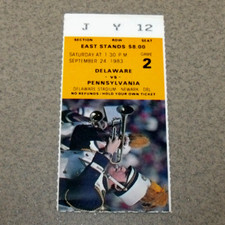 J Y 12
SECTION ROW SEAT
EAST STANDS $8.00
SATURDAY AT 1:30 P.M. GAME
SEPTEMBER 24, 1983 2
DELAWARE
VS
PENNSYLVANIA
DELAWARE STADIUM NEWARK, DEL.
NO REFUNDS / HOLD YOUR OWN TICKET